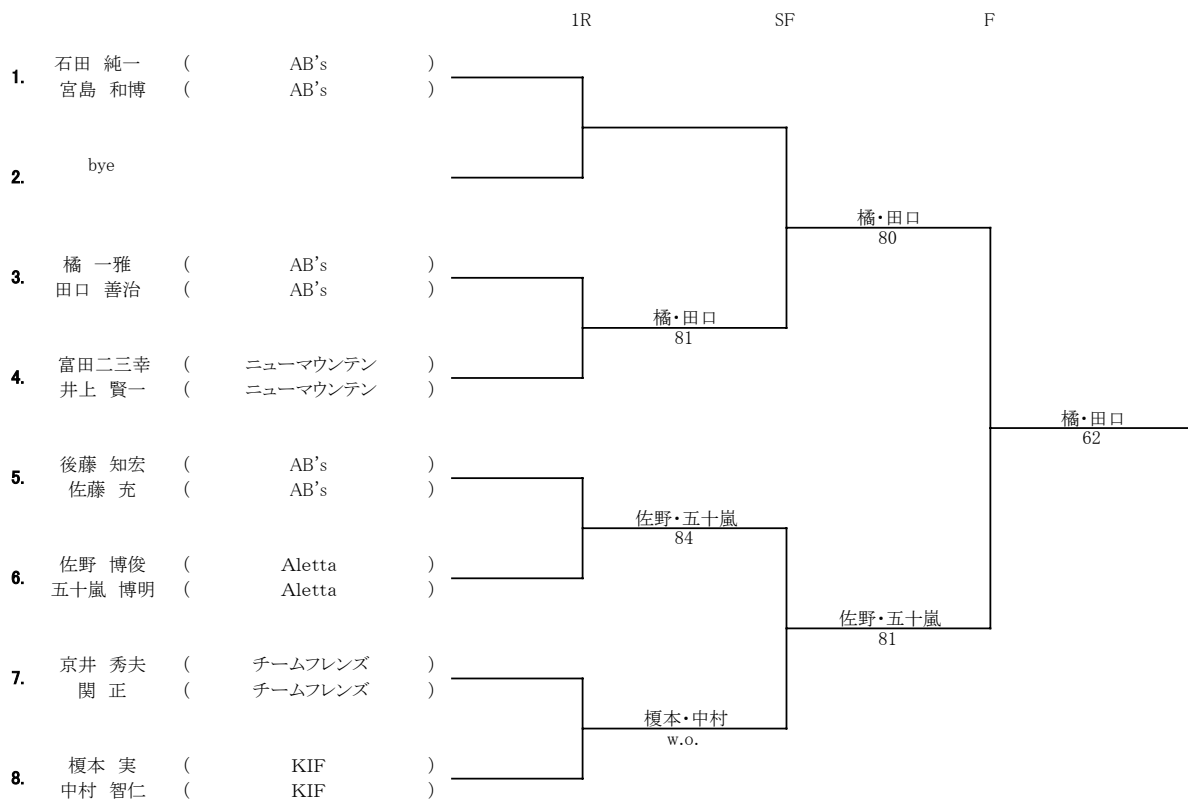 1R SF F
1. 石田 純一 ( AB's )
宮島 和博 ( AB's )
2. bye
橘・田口
80
3. 橘 一雅 ( AB's )
田口 善治 ( AB's )
橘・田口
81
4. 富田二三幸 ( ニューマウンテン )
井上 賢一 ( ニューマウンテン )
橘・田口
62
5. 後藤 知宏 ( AB's )
佐藤 充 ( AB's )
佐野・五十嵐
84
6. 佐野 博俊 ( Aletta )
五十嵐 博明 ( Aletta )
佐野・五十嵐
81
7. 京井 秀夫 ( チームフレンズ )
関 正 ( チームフレンズ )
榎本・中村
w.o.
8. 榎本 実 ( KIF )
中村 智仁 ( KIF )